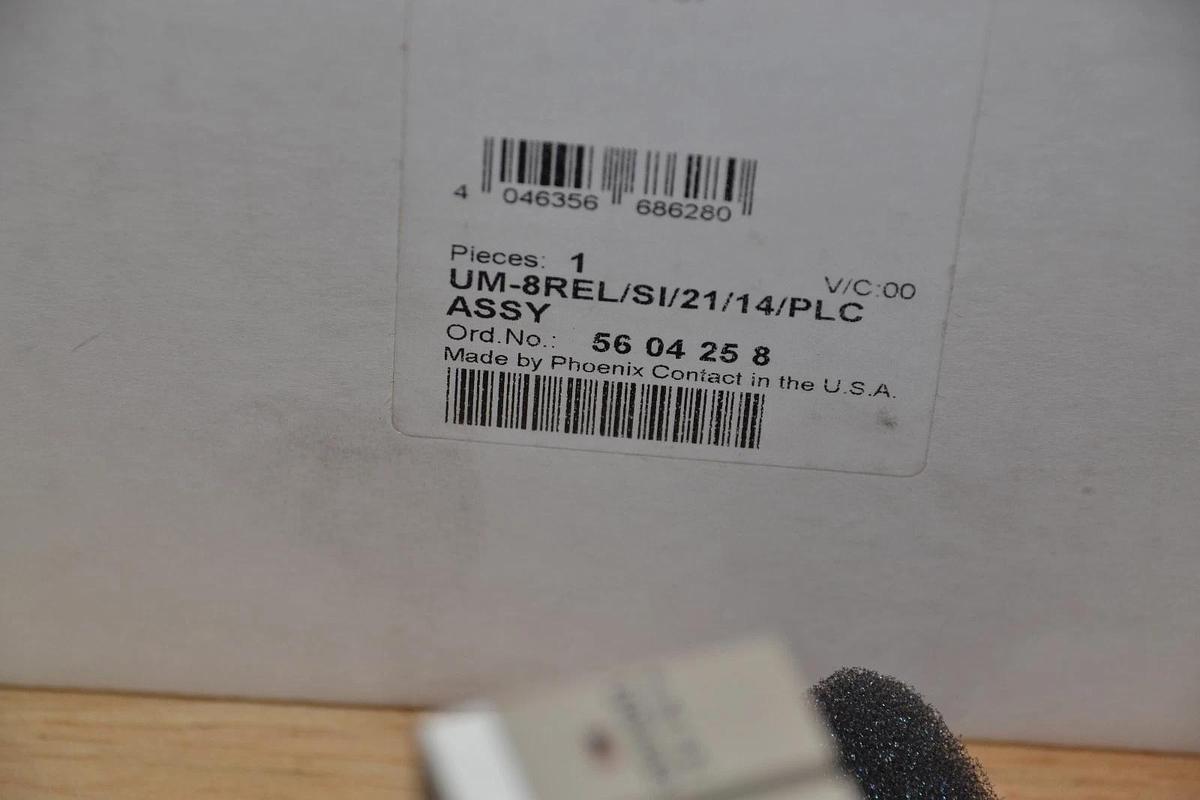 4 046356 686280
Pieces: 1
V/C:00
UM-8REL/SI/21/14/PLC
ASSY
Ord.No.: 56 04 25 8
Made by Phoenix Contact in the U.S.A.